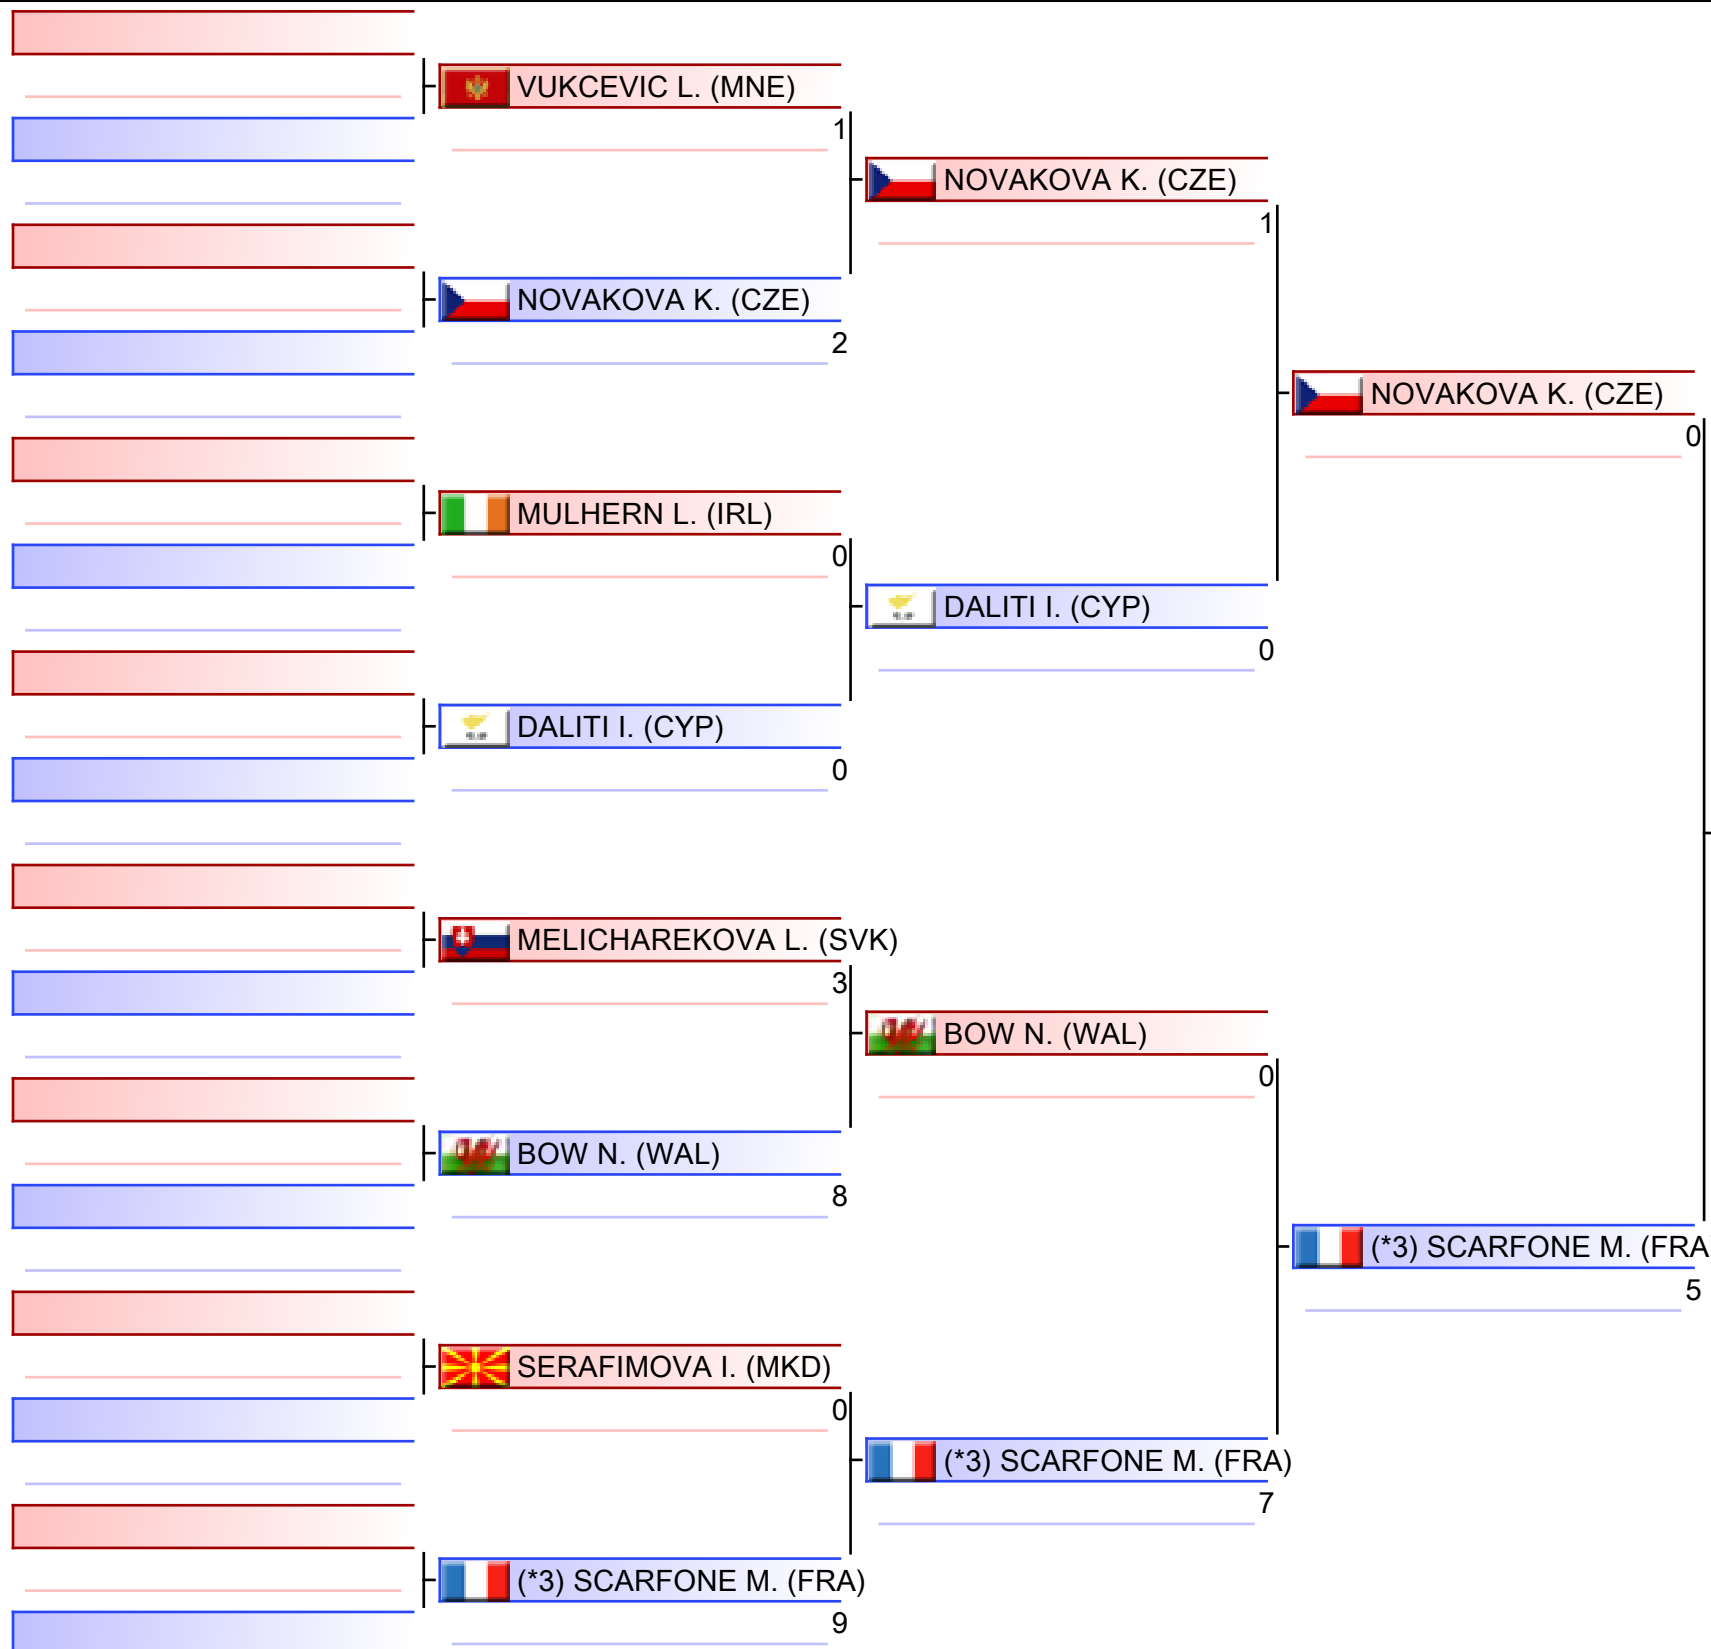 VUKCEVIC L. (MNE)
1
NOVAKOVA K. (CZE)
2
MULHERN L. (IRL)
0
DALITI I. (CYP)
0
MELICHAREKOVA L. (SVK)
3
BOW N. (WAL)
8
SERAFIMOVA I. (MKD)
0
(*3) SCARFONE M. (FRA)
9
NOVAKOVA K. (CZE)
1
DALITI I. (CYP)
0
BOW N. (WAL)
0
(*3) SCARFONE M. (FRA)
7
NOVAKOVA K. (CZE)
0
(*3) SCARFONE M. (FRA
5